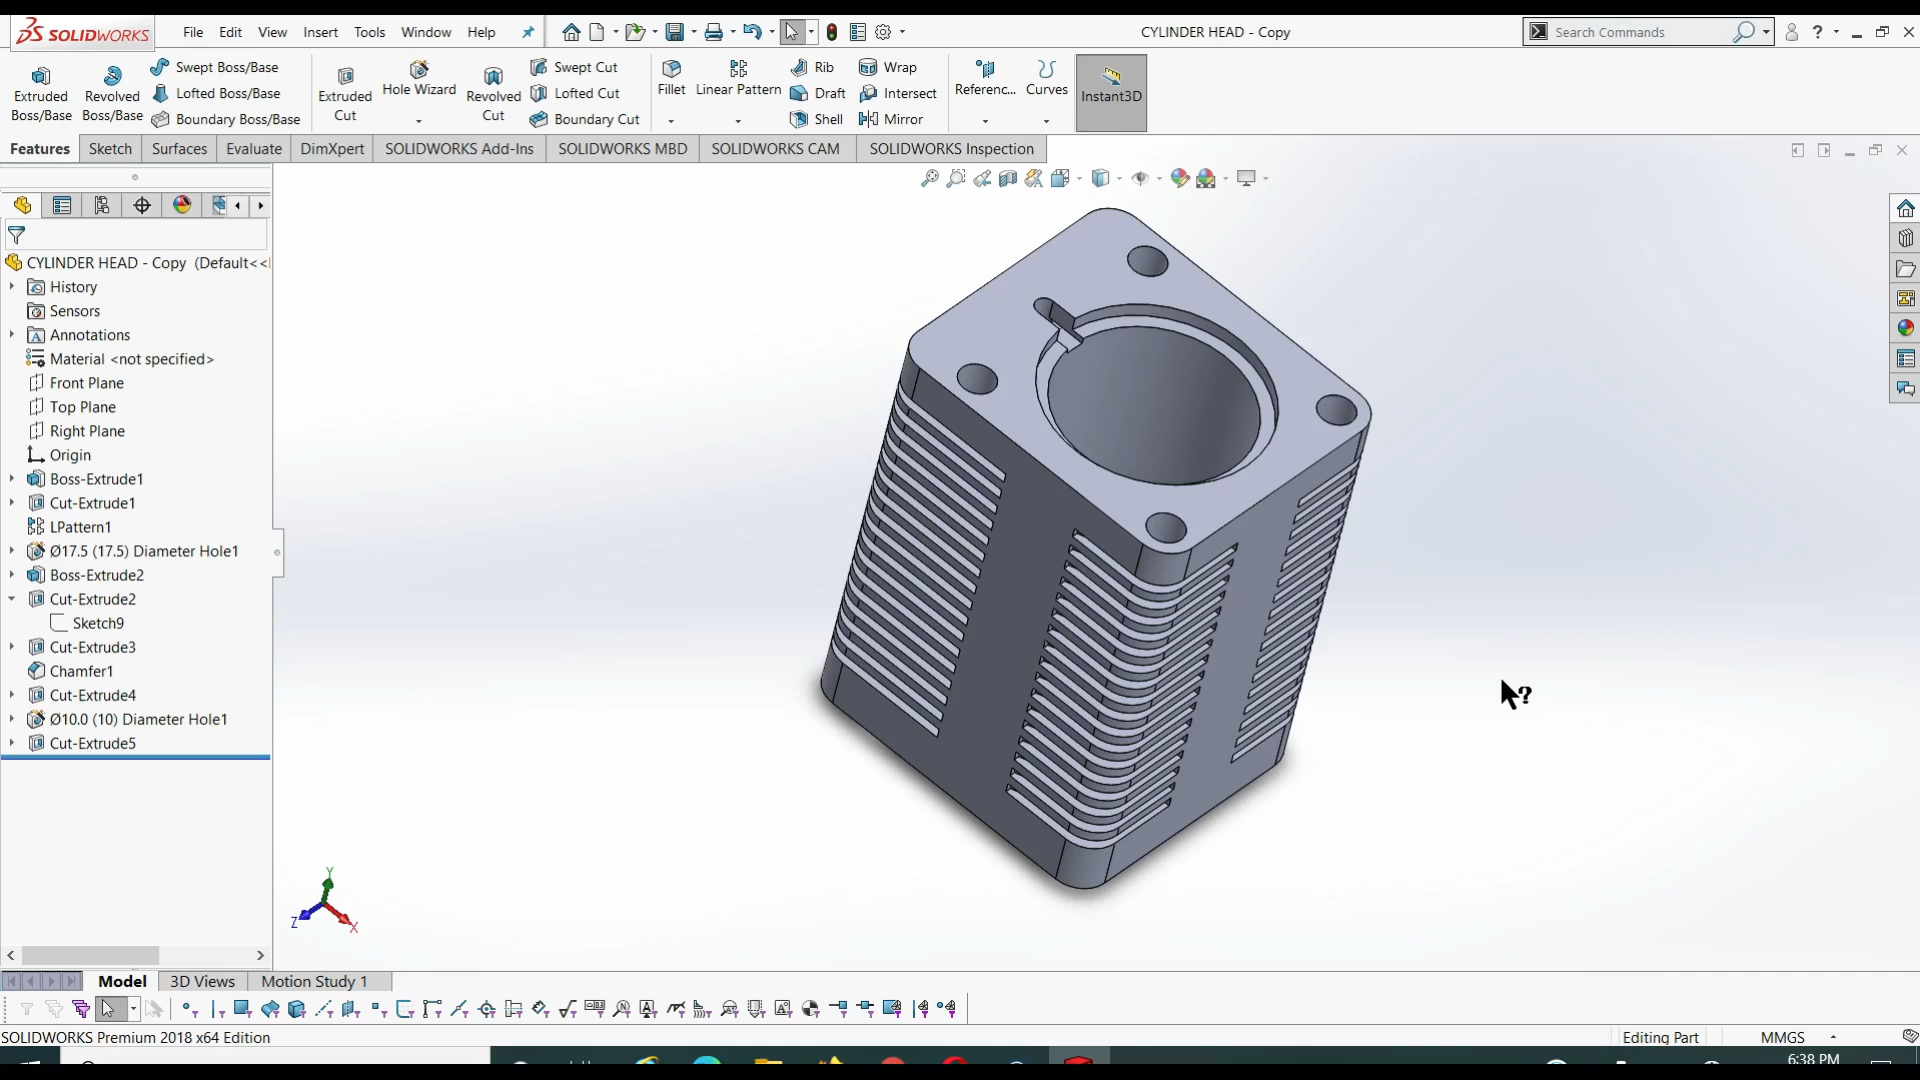 SOLIDWORKS File Edit View Insert Tools Window Help CYLINDER HEAD - Copy Search Commands ?
Extruded Boss/Base
Revolved Boss/Base
Swept Boss/Base
Lofted Boss/Base
Boundary Boss/Base
Extruded Cut
Hole Wizard
Revolved Cut
Swept Cut
Lofted Cut
Boundary Cut
Fillet
Linear Pattern
Rib
Draft
Shell
Wrap
Intersect
Mirror
Referenc...
Curves
Instant3D
Features Sketch Surfaces Evaluate DimXpert SOLIDWORKS Add-Ins SOLIDWORKS MBD SOLIDWORKS CAM SOLIDWORKS Inspection
CYLINDER HEAD - Copy (Default<<
History
Sensors
Annotations
Material <not specified>
Front Plane
Top Plane
Right Plane
Origin
Boss-Extrude1
Cut-Extrude1
LPattern1
Ø17.5 (17.5) Diameter Hole1
Boss-Extrude2
Cut-Extrude2
Sketch9
Cut-Extrude3
Chamfer1
Cut-Extrude4
Ø10.0 (10) Diameter Hole1
Cut-Extrude5
Y
Z
X
Model 3D Views Motion Study 1
SOLIDWORKS Premium 2018 x64 Edition Editing Part MMGS
6:38 PM